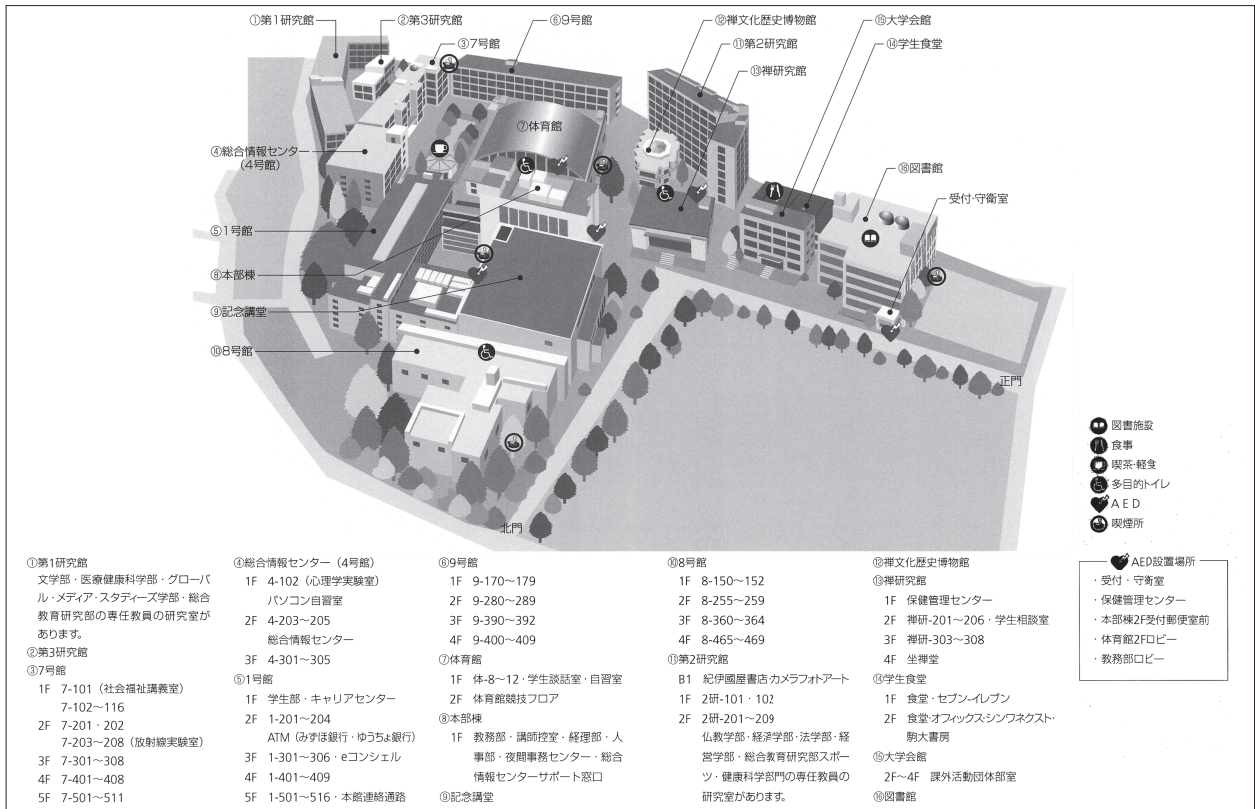 ①第1研究館
②第3研究館
③7号館
⑥9号館
⑫禅文化歴史博物館
⑪第2研究館
⑬禅研究館
⑮大学会館
⑭学生食堂
⑦体育館
④総合情報センター
(4号館)
⑯図書館
受付・守衛室
⑤1号館
⑧本部棟
⑨記念講堂
⑩8号館
正門
北門
図書施設
食事
喫茶・軽食
多目的トイレ
AED
喫煙所
AED設置場所
・受付・守衛室
・保健管理センター
・本部棟2F受付郵便室前
・体育館2Fロビー
・教務部ロビー
①第1研究館
文学部・医療健康科学部・グローバ
ル・メディア・スタディーズ学部・総合
教育研究部の専任教員の研究室が
あります。
②第3研究館
③7号館
1F 7-101（社会福祉講義室）
7-102～116
2F 7-201・202
7-203～208（放射線実験室）
3F 7-301～308
4F 7-401～408
5F 7-501～511
④総合情報センター（4号館）
1F 4-102（心理学実験室）
パソコン自習室
2F 4-203～205
総合情報センター
3F 4-301～305
⑤1号館
1F 学生部・キャリアセンター
2F 1-201～204
ATM（みずほ銀行・ゆうちょ銀行）
3F 1-301～306・eコンシェル
4F 1-401～409
5F 1-501～516・本館連絡通路
⑥9号館
1F 9-170～179
2F 9-280～289
3F 9-390～392
4F 9-400～409
⑦体育館
1F 体-8～12・学生談話室・自習室
2F 体育館競技フロア
⑧本部棟
1F 教務部・講師控室・経理部・人
事部・夜間事務センター・総合
情報センターサポート窓口
⑨記念講堂
⑩8号館
1F 8-150～152
2F 8-255～259
3F 8-360～364
4F 8-465～469
⑪第2研究館
B1 紀伊國屋書店・カメラフォトアート
1F 2研-101・102
2F 2研-201～209
仏教学部・経済学部・法学部・経
営学部・総合教育研究部スポー
ツ・健康科学部門の専任教員の
研究室があります。
⑫禅文化歴史博物館
⑬禅研究館
1F 保健管理センター
2F 禅研-201～206・学生相談室
3F 禅研-303～308
4F 坐禅堂
⑭学生食堂
1F 食堂・セブン-イレブン
2F 食堂・オフィックス・シンワネクスト・
駒大書房
⑮大学会館
2F～4F 課外活動団体部室
⑯図書館